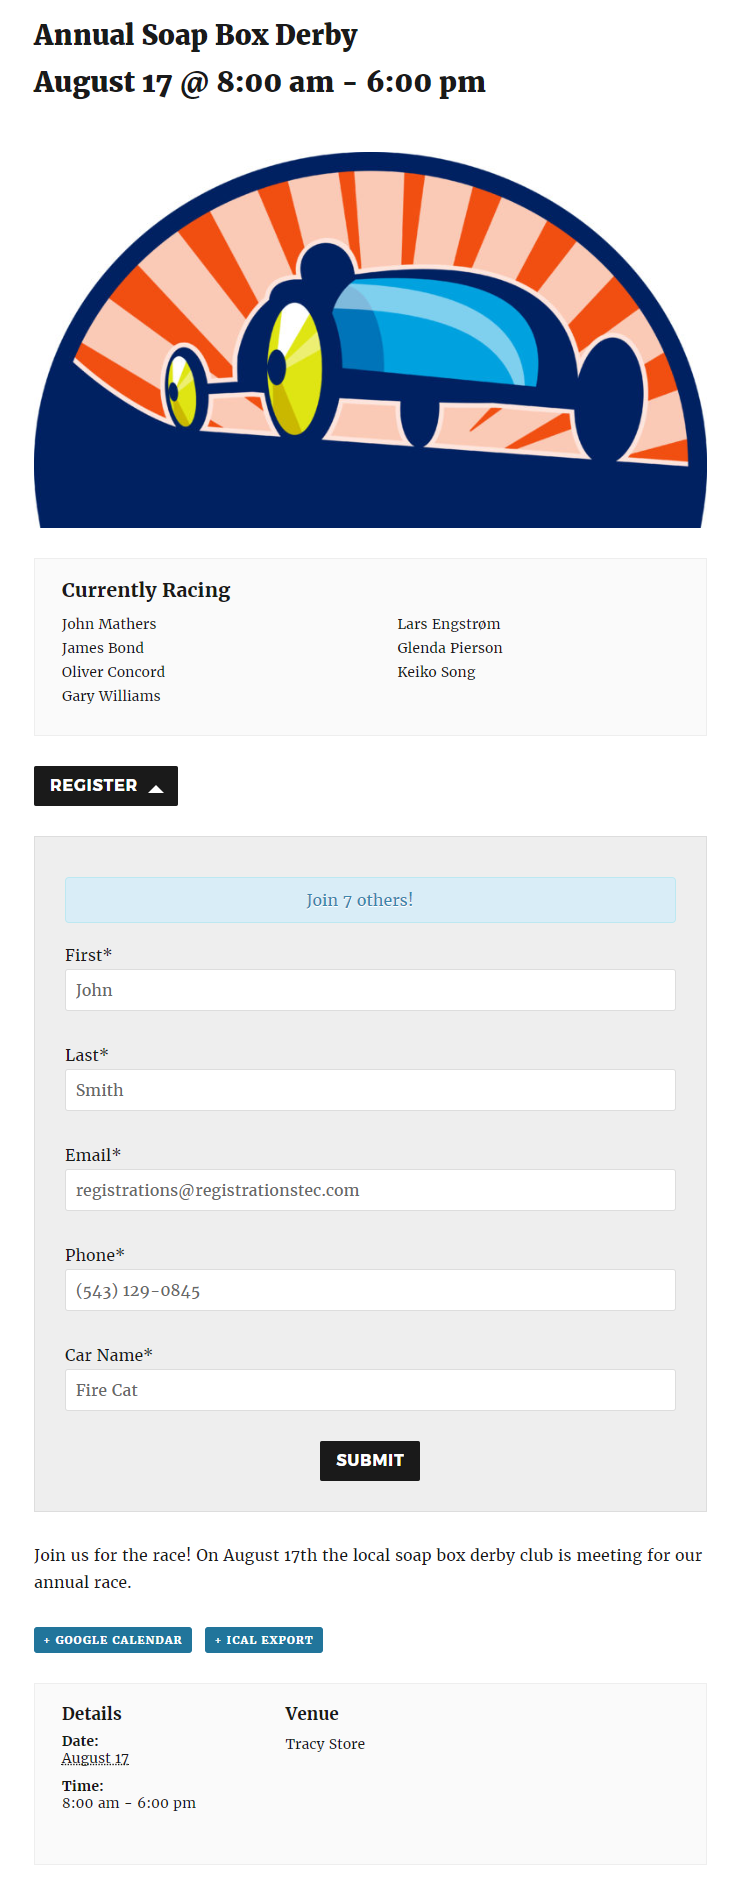 Annual Soap Box Derby
August 17 @ 8:00 am - 6:00 pm
Currently Racing
John Mathers
James Bond
Oliver Concord
Gary Williams
Lars Engstrøm
Glenda Pierson
Keiko Song
REGISTER
Join 7 others!
First*
John
Last*
Smith
Email*
registrations@registrationstec.com
Phone*
(543) 129-0845
Car Name*
Fire Cat
SUBMIT
Join us for the race! On August 17th the local soap box derby club is meeting for our
annual race.
+ GOOGLE CALENDAR
+ ICAL EXPORT
Details
Date:
August 17
Time:
8:00 am - 6:00 pm
Venue
Tracy Store